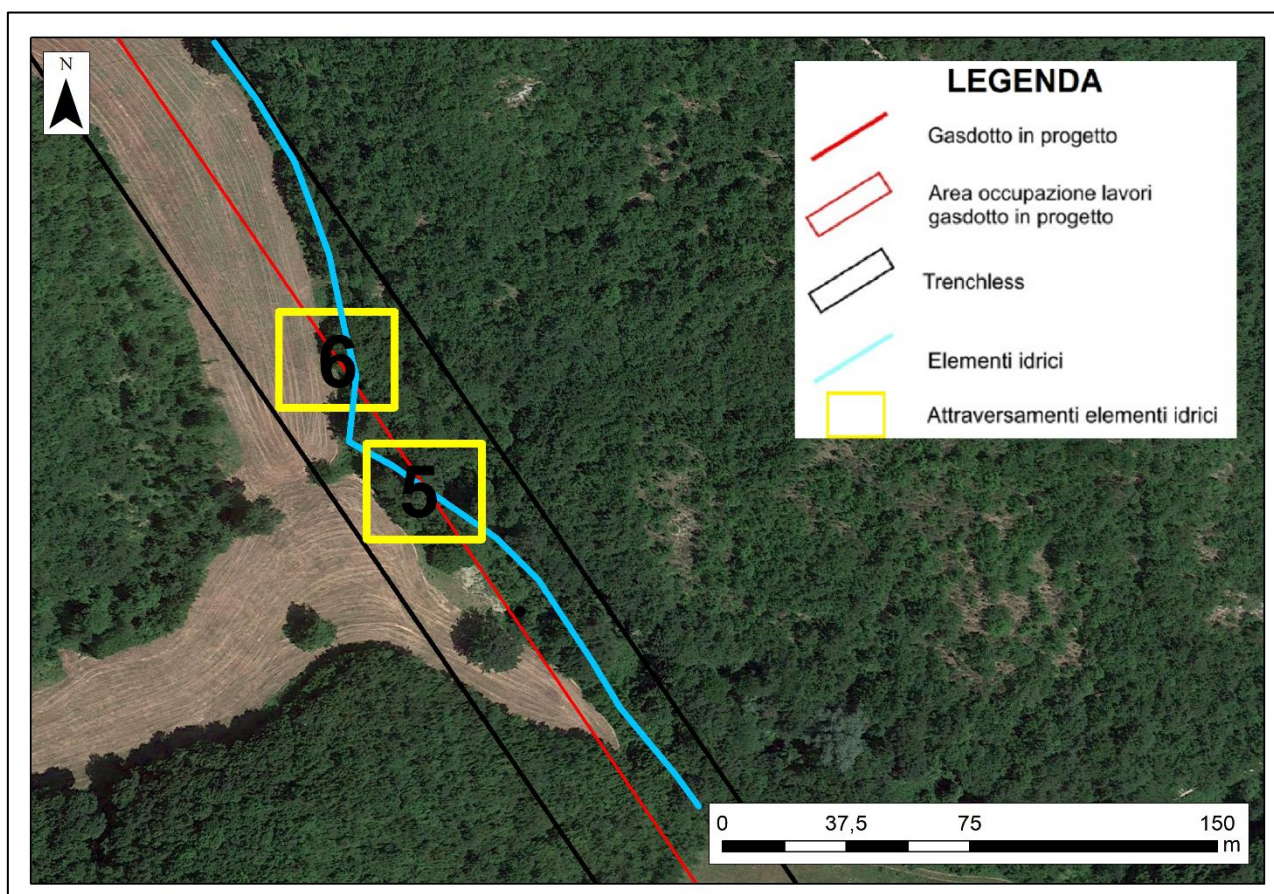 N
LEGENDA
Gasdotto in progetto
Area occupazione lavori
gasdotto in progetto
Trenchless
Elementi idrici
Attraversamenti elementi idrici
6
5
0 37,5 75 150
m